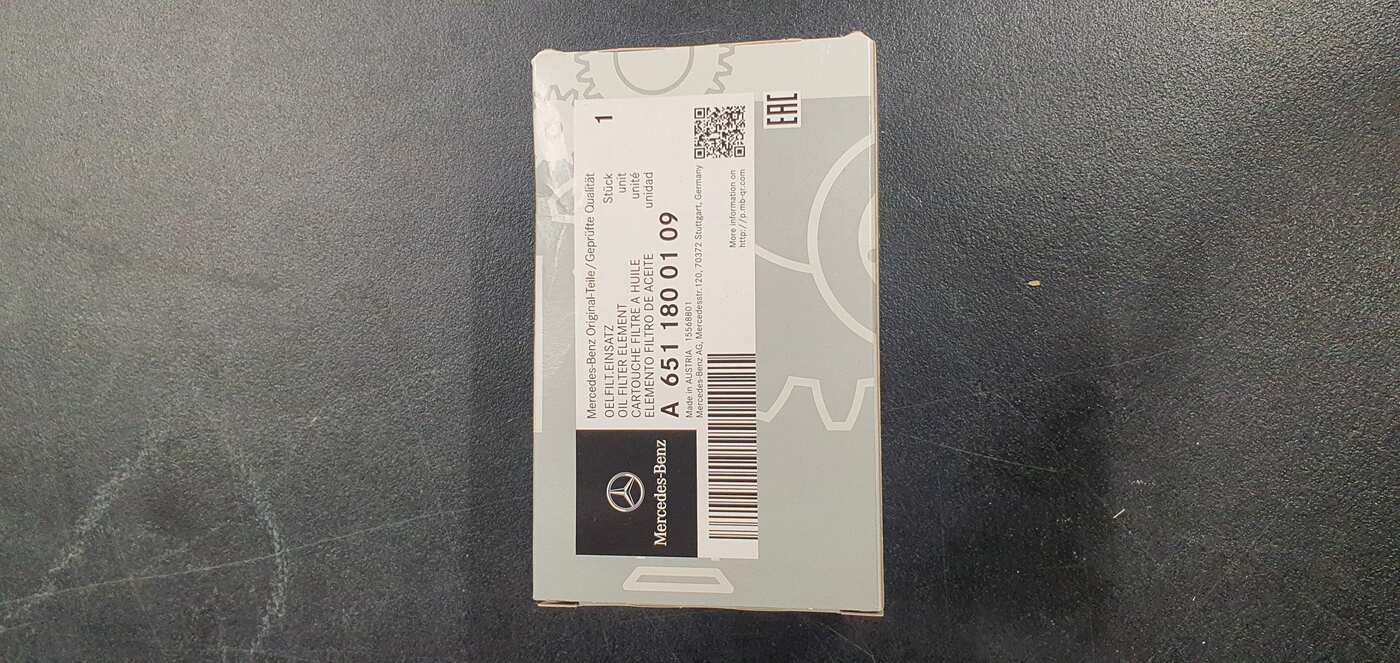 Mercedes-Benz Original-Teile/Geprüfte Qualität
OELFILT.EINSATZ
OIL FILTER ELEMENT
CARTOUCHE FILTRE A HUILE
ELEMENTO FILTRO DE ACEITE
Stück
unit
unité
unidad
1
A 651 180 01 09
Made in AUSTRIA 15568801
Mercedes-Benz AG, Mercedesstr.120, 70372 Stuttgart, Germany
More information on
http://p.mb-qr.com
EAC
Mercedes-Benz